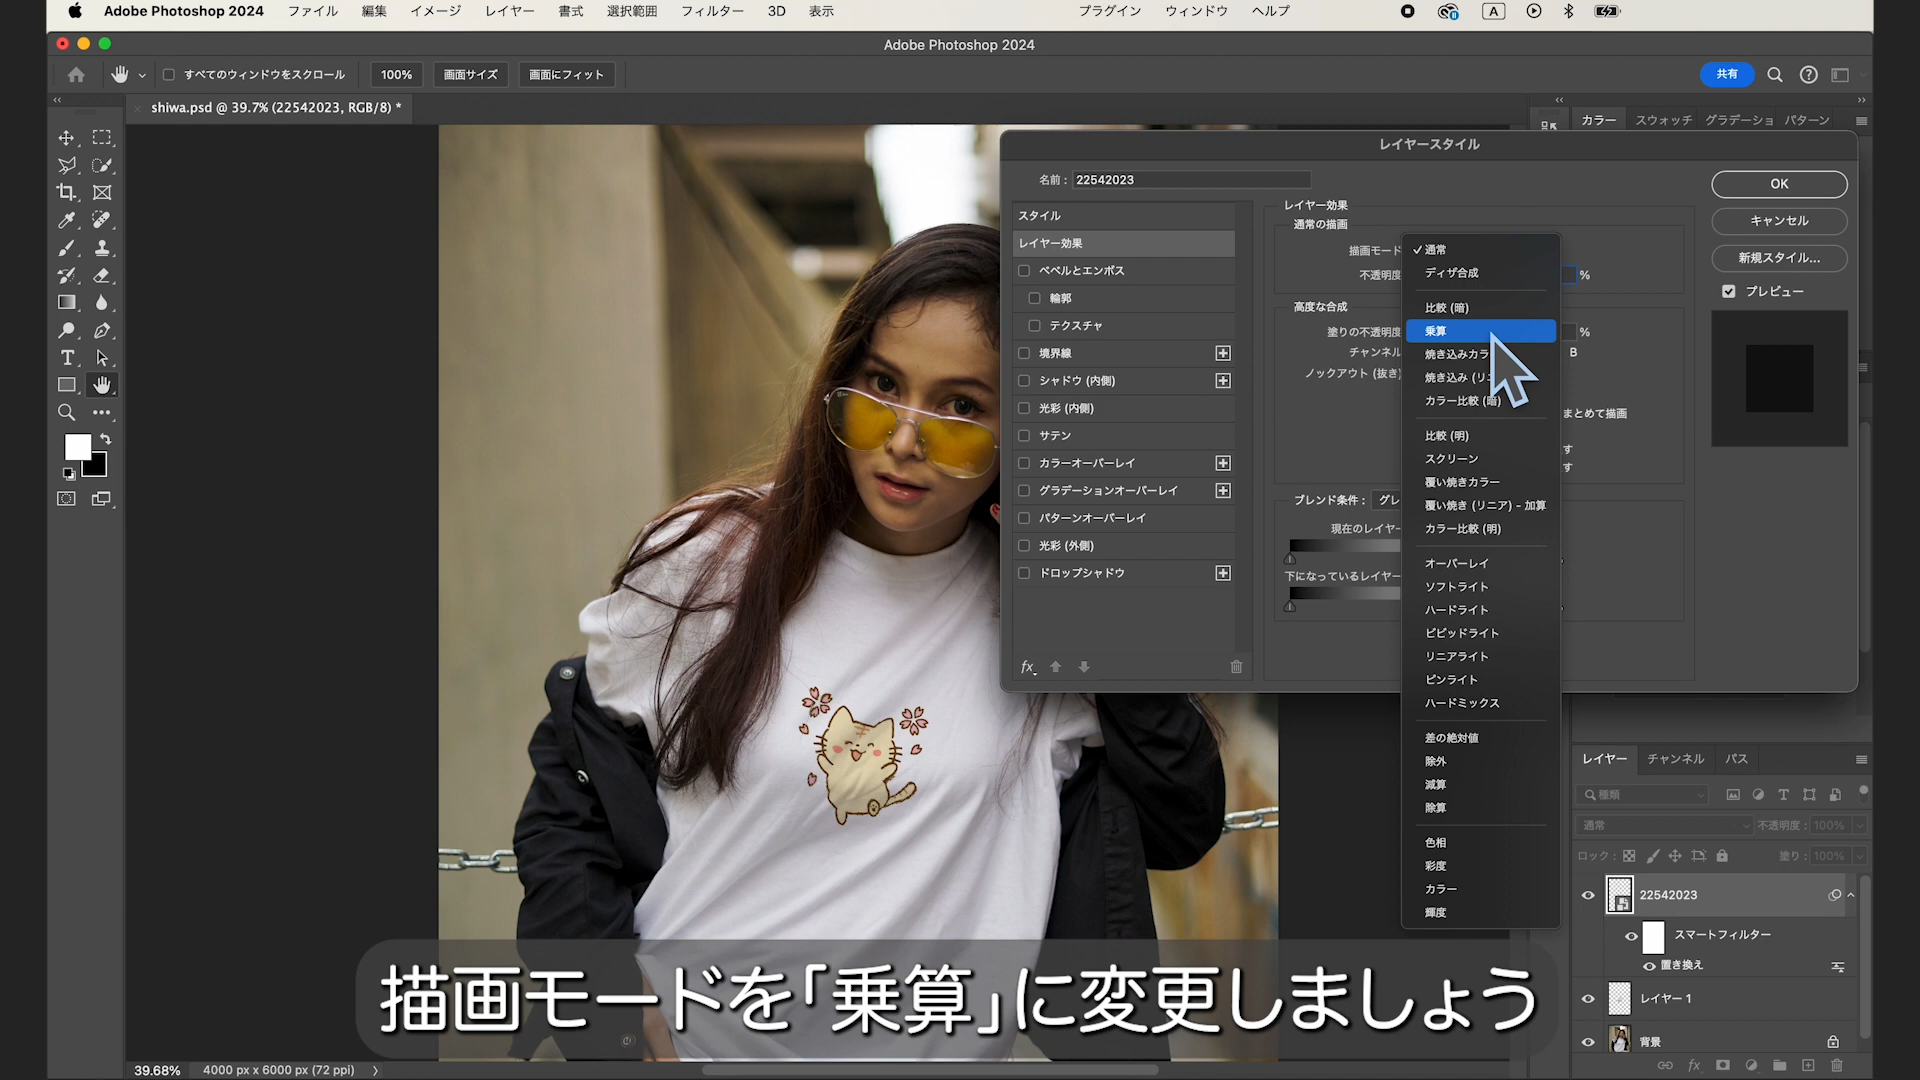 Adobe Photoshop 2024 ファイル 編集 イメージ レイヤー 書式 選択範囲 フィルター 3D 表示 プラグイン ウィンドウ ヘルプ A
Adobe Photoshop 2024
すべてのウィンドウをスクロール 100% 画面サイズ 画面にフィット 共有
shiwa.psd @ 39.7% (22542023, RGB/8) *
カラー スウォッチ グラデーショ パターン
レイヤースタイル
名前： 22542023
OK
キャンセル
新規スタイル...
プレビュー
スタイル
レイヤー効果
ベベルとエンボス
輪郭
テクスチャ
境界線
シャドウ (内側)
光彩 (内側)
サテン
カラーオーバーレイ
グラデーションオーバーレイ
パターンオーバーレイ
光彩 (外側)
ドロップシャドウ
fx
レイヤー効果
通常の描画
描画モード
不透明度 %
高度な合成
塗りの不透明度 %
チャンネル B
ノックアウト (抜き)
まとめて描画
す
す
ブレンド条件： グレ
現在のレイヤー
下になっているレイヤー
通常
ディザ合成
比較 (暗)
乗算
焼き込みカラ
焼き込み (リニ
カラー比較 (暗)
比較 (明)
スクリーン
覆い焼きカラー
覆い焼き (リニア) - 加算
カラー比較 (明)
オーバーレイ
ソフトライト
ハードライト
ビビッドライト
リニアライト
ピンライト
ハードミックス
差の絶対値
除外
減算
除算
色相
彩度
カラー
輝度
レイヤー チャンネル パス
種類
通常 不透明度： 100%
ロック： 塗り： 100%
22542023
スマートフィルター
置き換え
レイヤー 1
背景
fx
描画モードを「乗算」に変更しましょう
39.68% 4000 px x 6000 px (72 ppi)